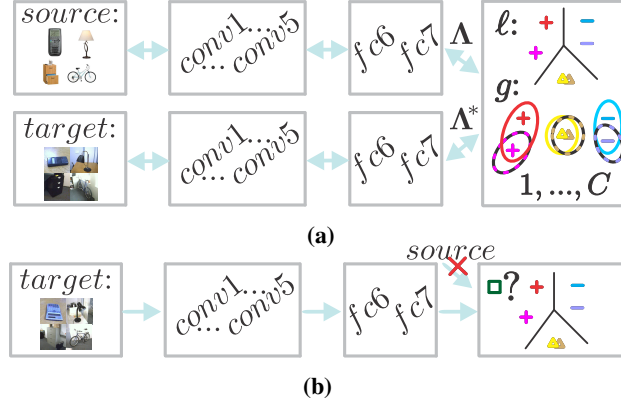 source:
conv1...
...conv5
fc6
fc7
Λ
ℓ:
g:
1, ..., C
target:
conv1...
...conv5
fc6
fc7
Λ*
(a)
source
target:
conv1...
...conv5
fc6
fc7
?
(b)